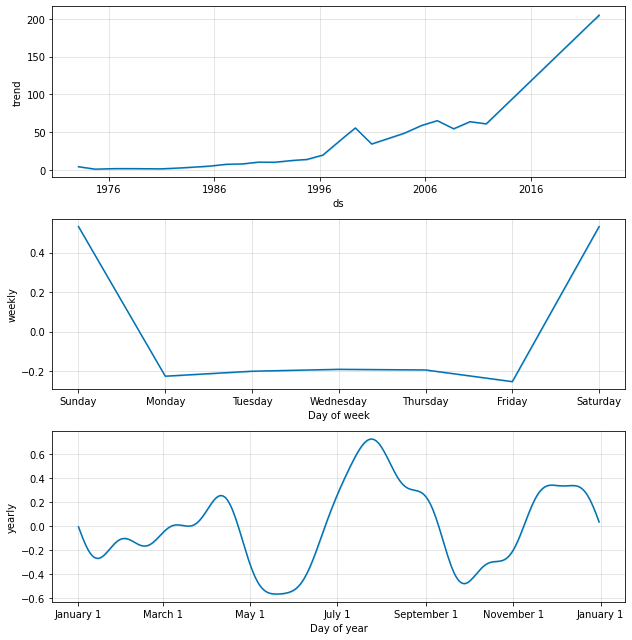 200
150
100
50
0
trend
1976 1986 1996 2006 2016
ds
0.4
0.2
0.0
−0.2
weekly
Sunday Monday Tuesday Wednesday Thursday Friday Saturday
Day of week
0.6
0.4
0.2
0.0
−0.2
−0.4
−0.6
yearly
January 1 March 1 May 1 July 1 September 1 November 1 January 1
Day of year